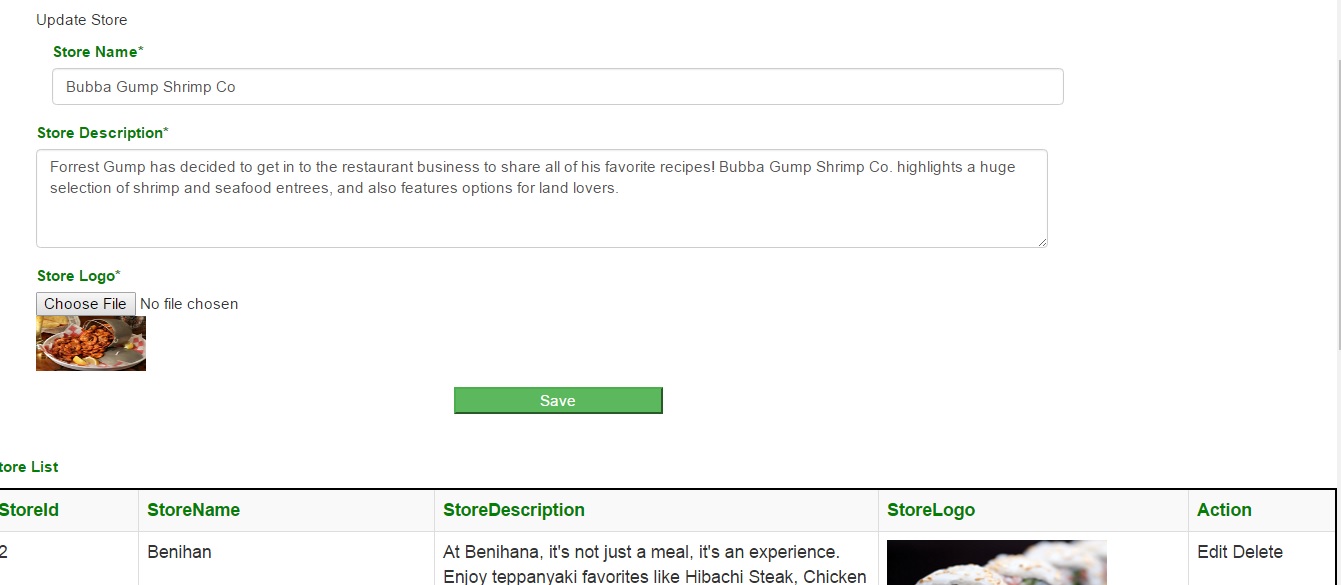 Update Store
Store Name*
Bubba Gump Shrimp Co
Store Description*
Forrest Gump has decided to get in to the restaurant business to share all of his favorite recipes! Bubba Gump Shrimp Co. highlights a huge
selection of shrimp and seafood entrees, and also features options for land lovers.
Store Logo*
Choose File No file chosen
Save
tore List
StoreId StoreName StoreDescription StoreLogo Action
2 Benihan At Benihana, it's not just a meal, it's an experience. Edit Delete
Enjoy teppanyaki favorites like Hibachi Steak, Chicken